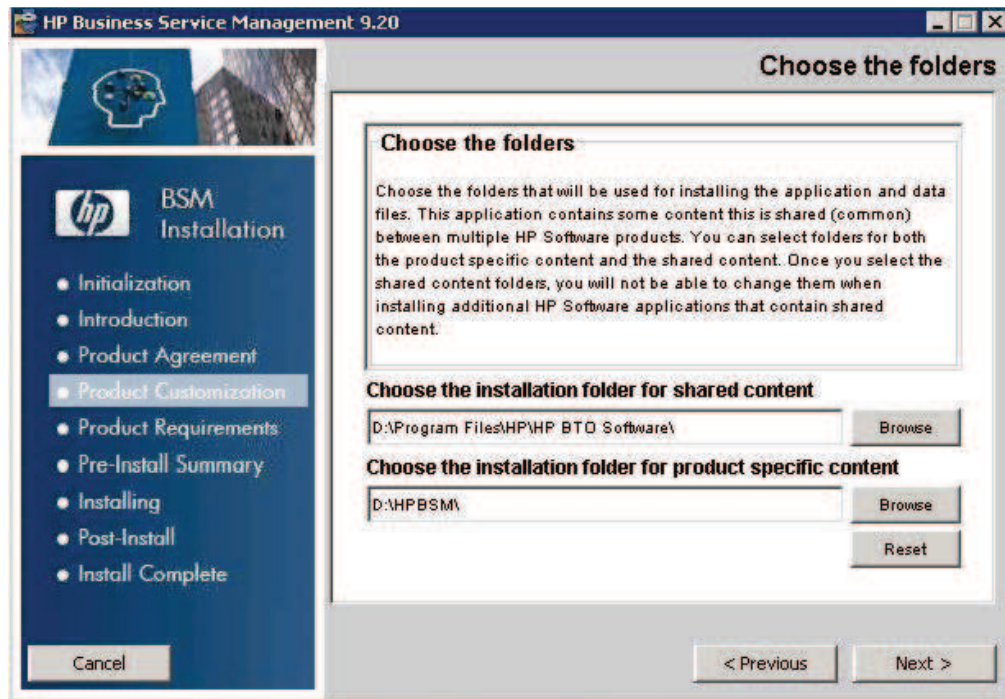 HP Business Service Management 9.20
Choose the folders
hp
BSM
Installation
Initialization
Introduction
Product Agreement
Product Customization
Product Requirements
Pre-Install Summary
Installing
Post-Install
Install Complete
Cancel
Choose the folders
Choose the folders that will be used for installing the application and data
files. This application contains some content this is shared (common)
between multiple HP Software products. You can select folders for both
the product specific content and the shared content. Once you select the
shared content folders, you will not be able to change them when
installing additional HP Software applications that contain shared
content.
Choose the installation folder for shared content
D:\Program Files\HP\HP BTO Software\
Browse
Choose the installation folder for product specific content
D:\HPBSM\
Browse
Reset
< Previous
Next >